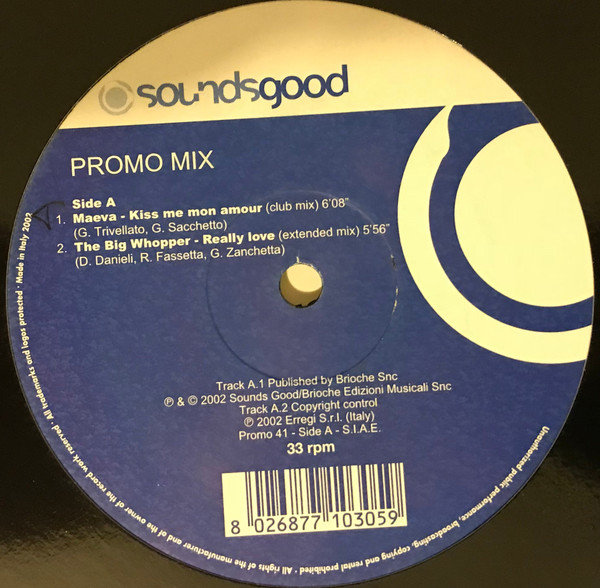 soundsgood
PROMO MIX
Side A
1. Maeva - Kiss me mon amour (club mix) 6'08"
(G. Trivellato, G. Sacchetto)
2. The Big Whopper - Really love (extended mix) 5'56"
(D. Danieli, R. Fassetta, G. Zanchetta)
Track A.1 Published by Brioche Snc
℗ & © 2002 Sounds Good/Brioche Edizioni Musicali Snc
Track A.2 Copyright control
℗ 2002 Erregi S.r.l. (Italy)
Promo 41 - Side A - S.I.A.E.
33 rpm
8 026877 103059
Unauthorized public performance, broadcasting, copying and rental prohibited · All rights of the manufacturer and of the owner of the record work reserved · All trademarks and logos protected · Made in Italy 2002